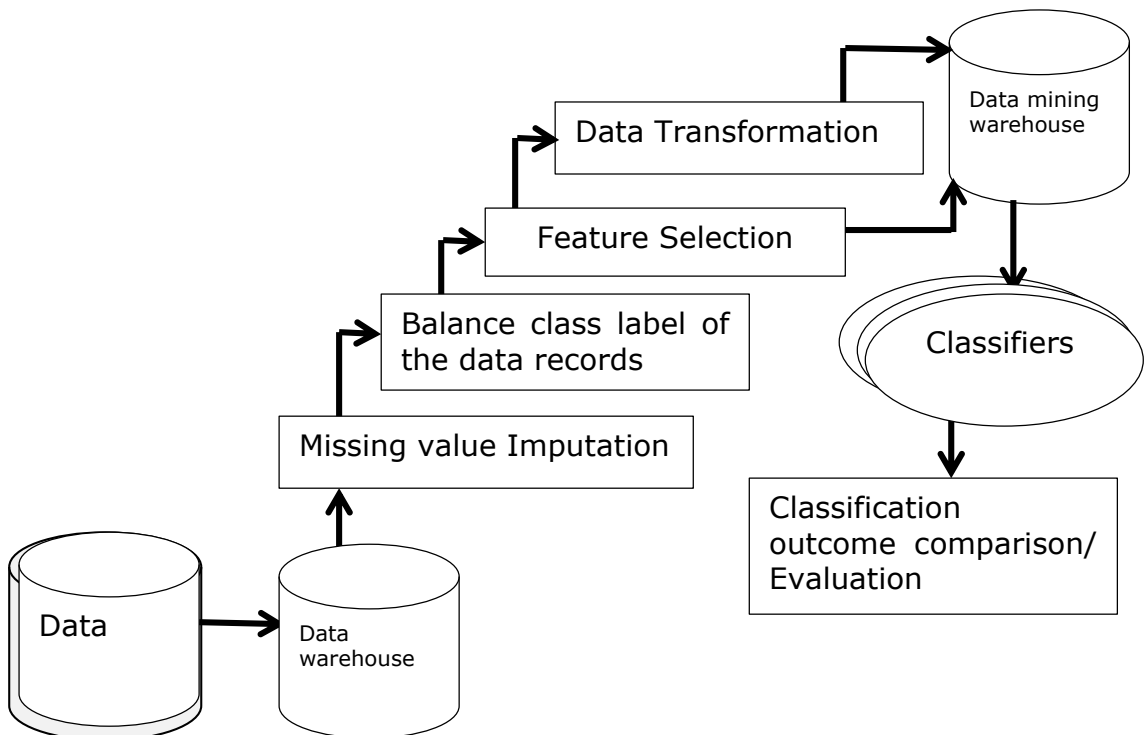 Data mining
warehouse
Data Transformation
Feature Selection
Balance class label of
the data records
Classifiers
Missing value Imputation
Classification
outcome comparison/
Evaluation
Data
Data
warehouse